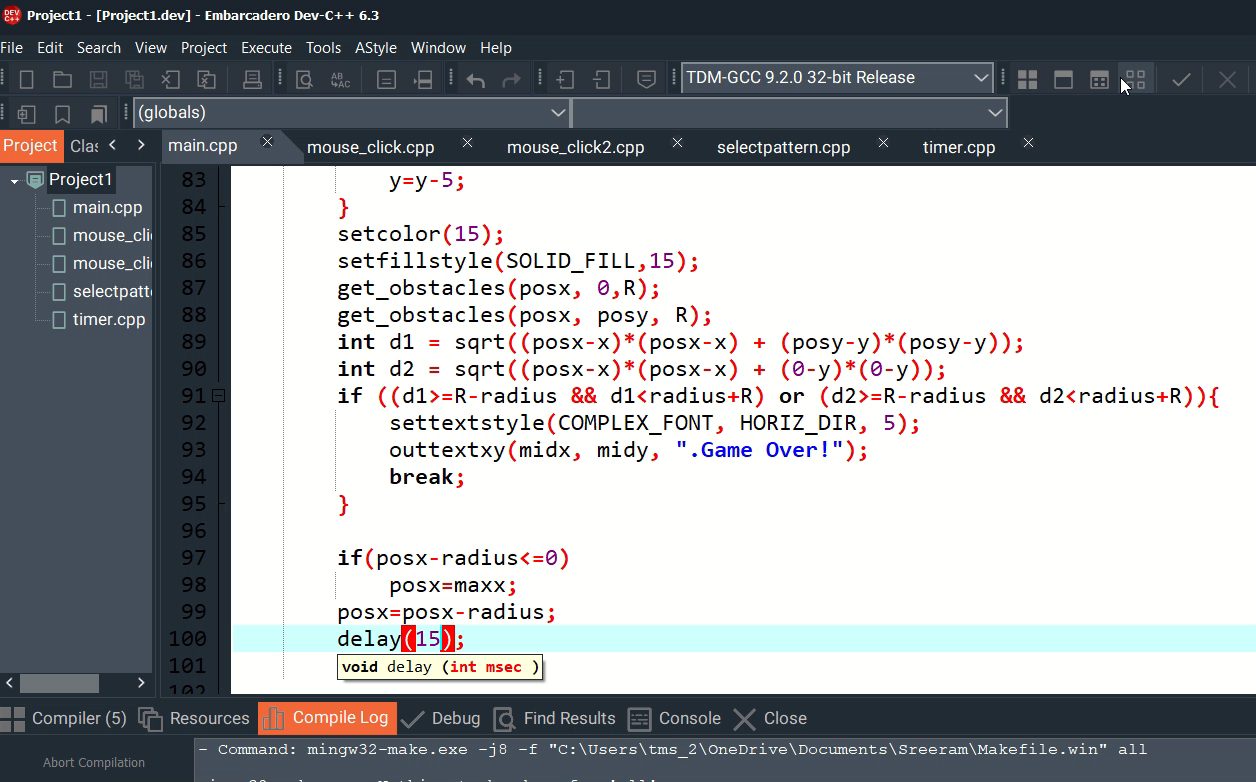 DEV C++ Project1 - [Project1.dev] - Embarcadero Dev-C++ 6.3
File Edit Search View Project Execute Tools AStyle Window Help
TDM-GCC 9.2.0 32-bit Release
(globals)
Project Clas main.cpp mouse_click.cpp mouse_click2.cpp selectpattern.cpp timer.cpp
Project1
main.cpp
mouse_cli
mouse_cli
selectpatt
timer.cpp
83 y=y-5;
84 }
85 setcolor(15);
86 setfillstyle(SOLID_FILL,15);
87 get_obstacles(posx, 0,R);
88 get_obstacles(posx, posy, R);
89 int d1 = sqrt((posx-x)*(posx-x) + (posy-y)*(posy-y));
90 int d2 = sqrt((posx-x)*(posx-x) + (0-y)*(0-y));
91 if ((d1>=R-radius && d1<radius+R) or (d2>=R-radius && d2<radius+R)){
92 settextstyle(COMPLEX_FONT, HORIZ_DIR, 5);
93 outtextxy(midx, midy, ".Game Over!");
94 break;
95 }
96
97 if(posx-radius<=0)
98 posx=maxx;
99 posx=posx-radius;
100 delay(15);
101 void delay (int msec )
102
Compiler (5) Resources Compile Log Debug Find Results Console Close
- Command: mingw32-make.exe -j8 -f "C:\Users\tms_2\OneDrive\Documents\Sreeram\Makefile.win" all
Abort Compilation